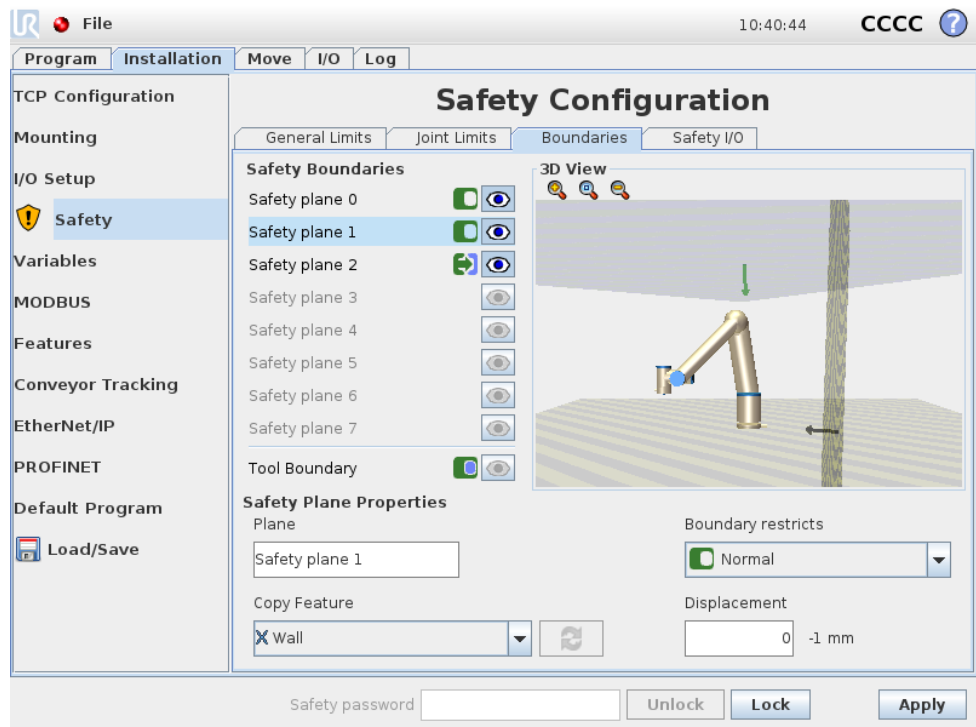 UR File 10:40:44 CCCC ?
Program Installation Move I/O Log
TCP Configuration
Mounting
I/O Setup
Safety
Variables
MODBUS
Features
Conveyor Tracking
EtherNet/IP
PROFINET
Default Program
Load/Save
Safety Configuration
General Limits Joint Limits Boundaries Safety I/O
Safety Boundaries
Safety plane 0
Safety plane 1
Safety plane 2
Safety plane 3
Safety plane 4
Safety plane 5
Safety plane 6
Safety plane 7
Tool Boundary
3D View
Safety Plane Properties
Plane
Safety plane 1
Boundary restricts
Normal
Copy Feature
Wall
Displacement
0 -1 mm
Safety password Unlock Lock Apply